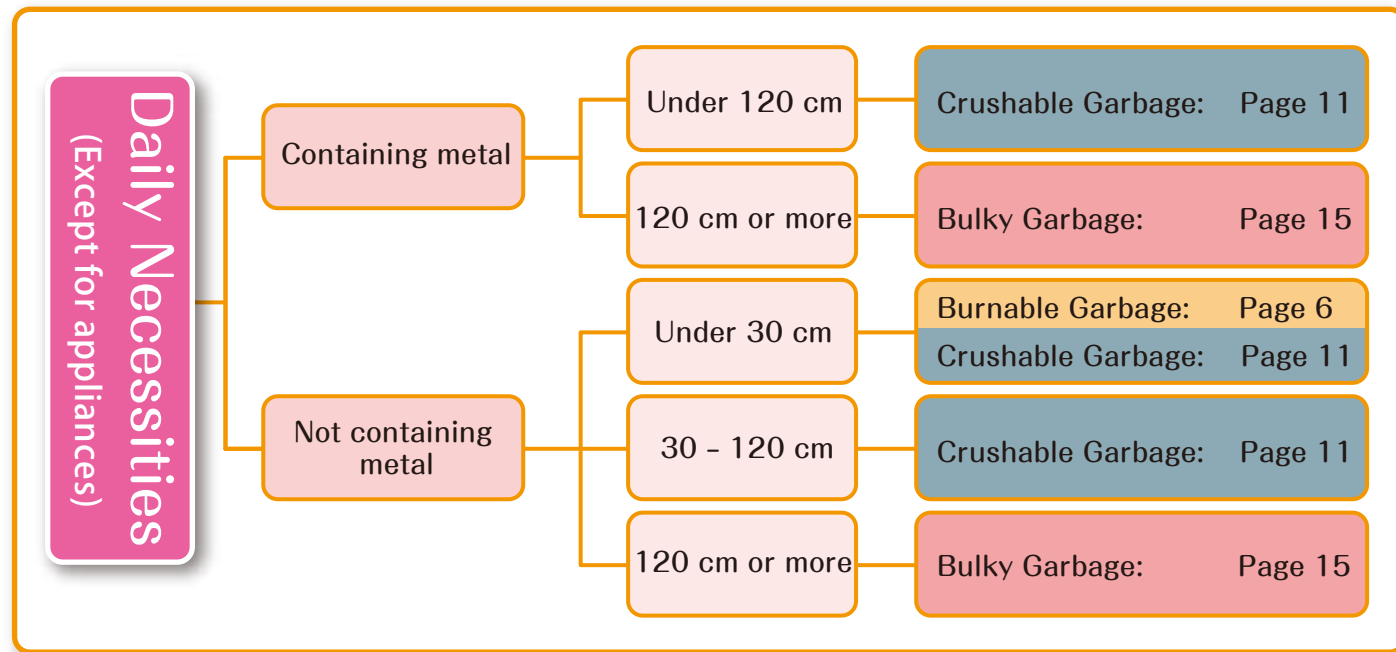 Daily Necessities
(Except for appliances)
Containing metal
Under 120 cm
Crushable Garbage: Page 11
120 cm or more
Bulky Garbage: Page 15
Not containing
metal
Under 30 cm
Burnable Garbage: Page 6
Crushable Garbage: Page 11
30 - 120 cm
Crushable Garbage: Page 11
120 cm or more
Bulky Garbage: Page 15